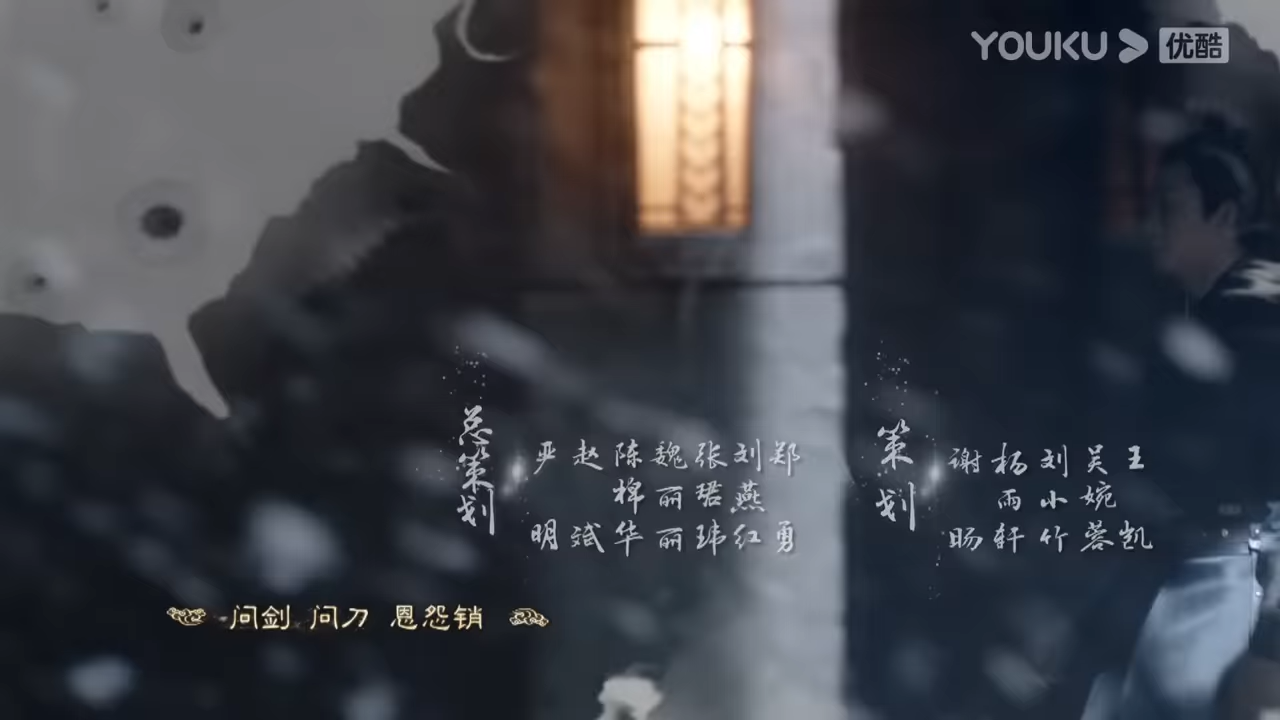 YOUKU 优酷
总策划
严明
赵斌
陈樺华
魏丽丽
张珺玮
刘燕红
郑勇
策划
谢旸
杨雨轩
刘小竹
吴婉蓉
王凯
问剑 问刀 恩怨销